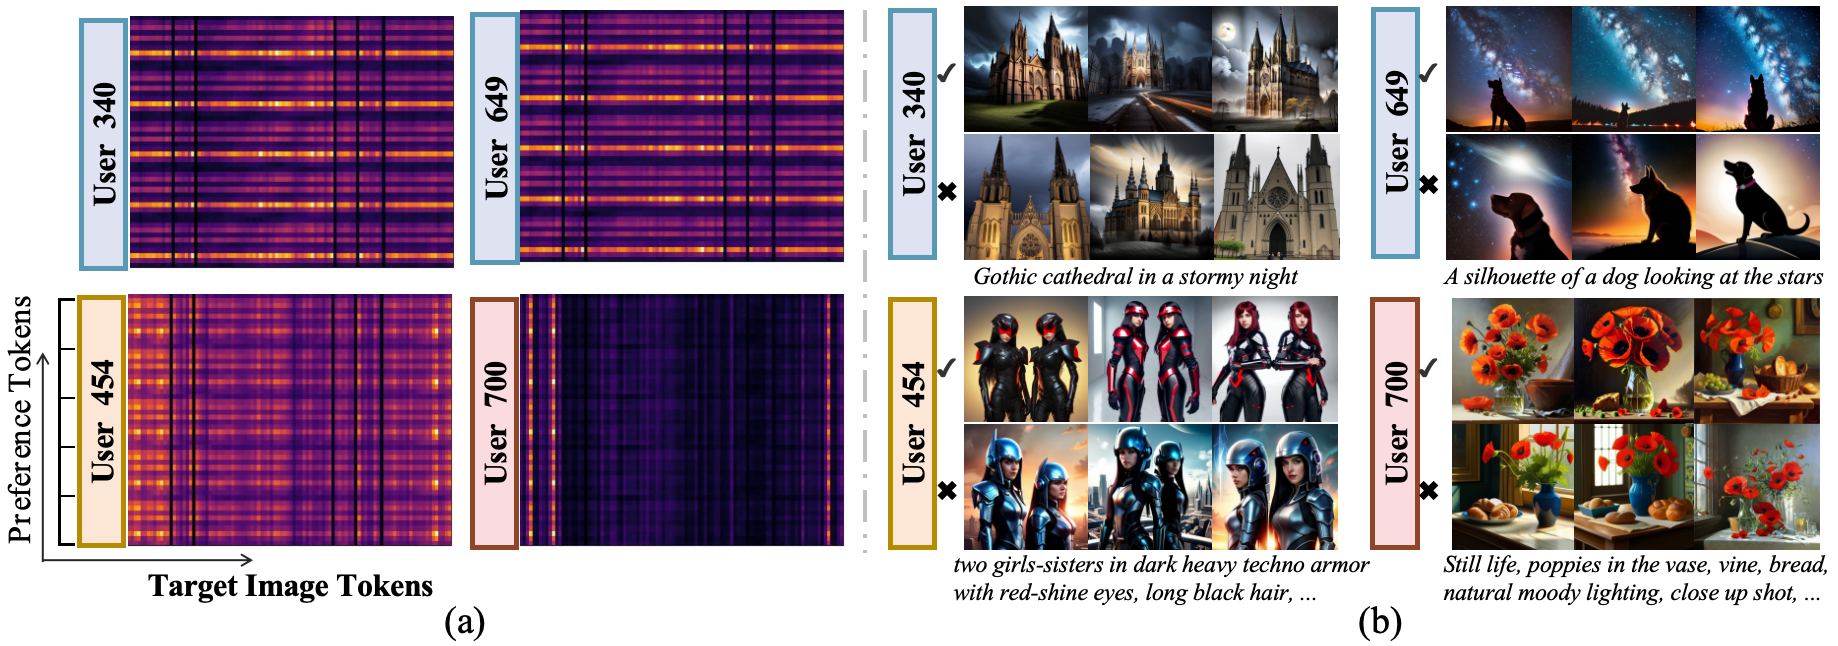 User 340
User 649
User 454
User 700
Preference Tokens
Target Image Tokens
(a)
User 340
✓
✖
Gothic cathedral in a stormy night
User 649
✓
✖
A silhouette of a dog looking at the stars
User 454
✓
✖
two girls-sisters in dark heavy techno armor
with red-shine eyes, long black hair, ...
User 700
✓
✖
Still life, poppies in the vase, vine, bread,
natural moody lighting, close up shot, ...
(b)